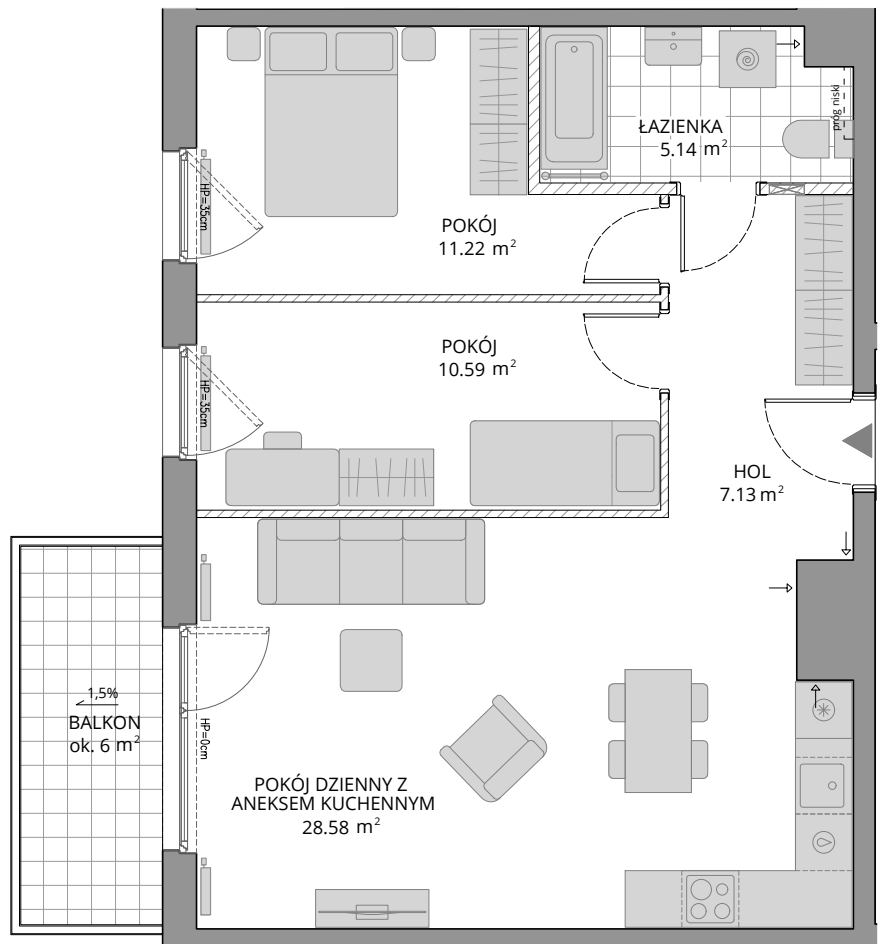 próg niski
ŁAZIENKA
5.14 m²
HP=35cm
POKÓJ
11.22 m²
POKÓJ
10.59 m²
HP=35cm
HOL
7.13 m²
1,5%
BALKON
ok. 6 m²
HP=0cm
POKÓJ DZIENNY Z
ANEKSEM KUCHENNYM
28.58 m²